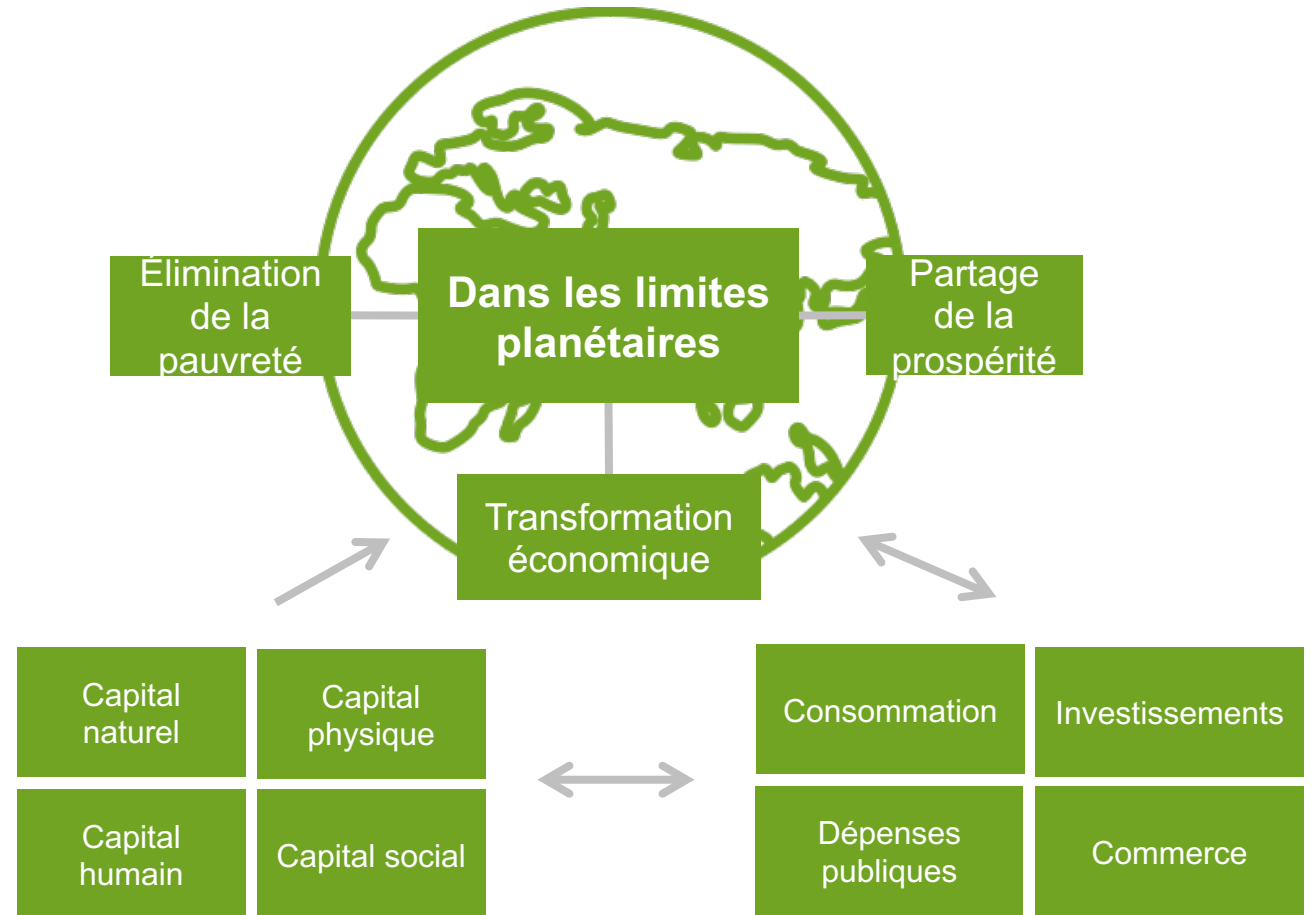 Élimination
de la
pauvreté
Dans les limites
planétaires
Partage
de la
prospérité
Transformation
économique
Capital
naturel
Capital
physique
Capital
humain
Capital social
Consommation
Investissements
Dépenses
publiques
Commerce